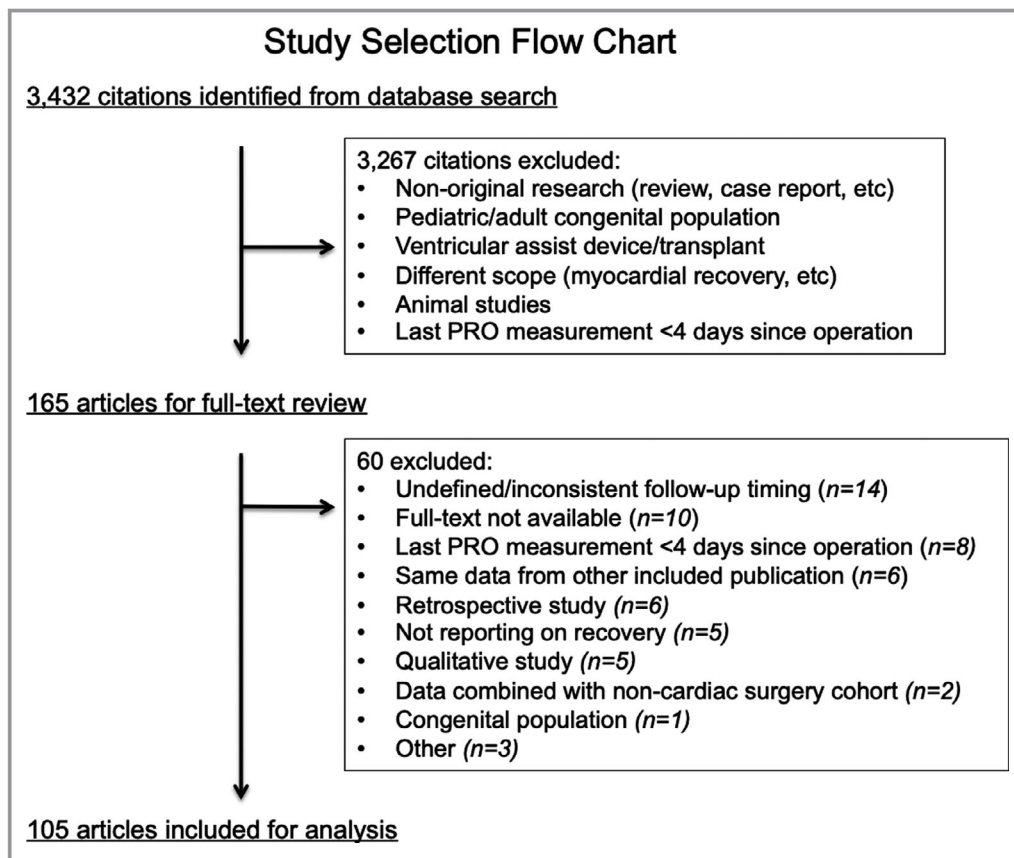 Study Selection Flow Chart
3,432 citations identified from database search
3,267 citations excluded:
• Non-original research (review, case report, etc)
• Pediatric/adult congenital population
• Ventricular assist device/transplant
• Different scope (myocardial recovery, etc)
• Animal studies
• Last PRO measurement <4 days since operation
165 articles for full-text review
60 excluded:
• Undefined/inconsistent follow-up timing (n=14)
• Full-text not available (n=10)
• Last PRO measurement <4 days since operation (n=8)
• Same data from other included publication (n=6)
• Retrospective study (n=6)
• Not reporting on recovery (n=5)
• Qualitative study (n=5)
• Data combined with non-cardiac surgery cohort (n=2)
• Congenital population (n=1)
• Other (n=3)
105 articles included for analysis